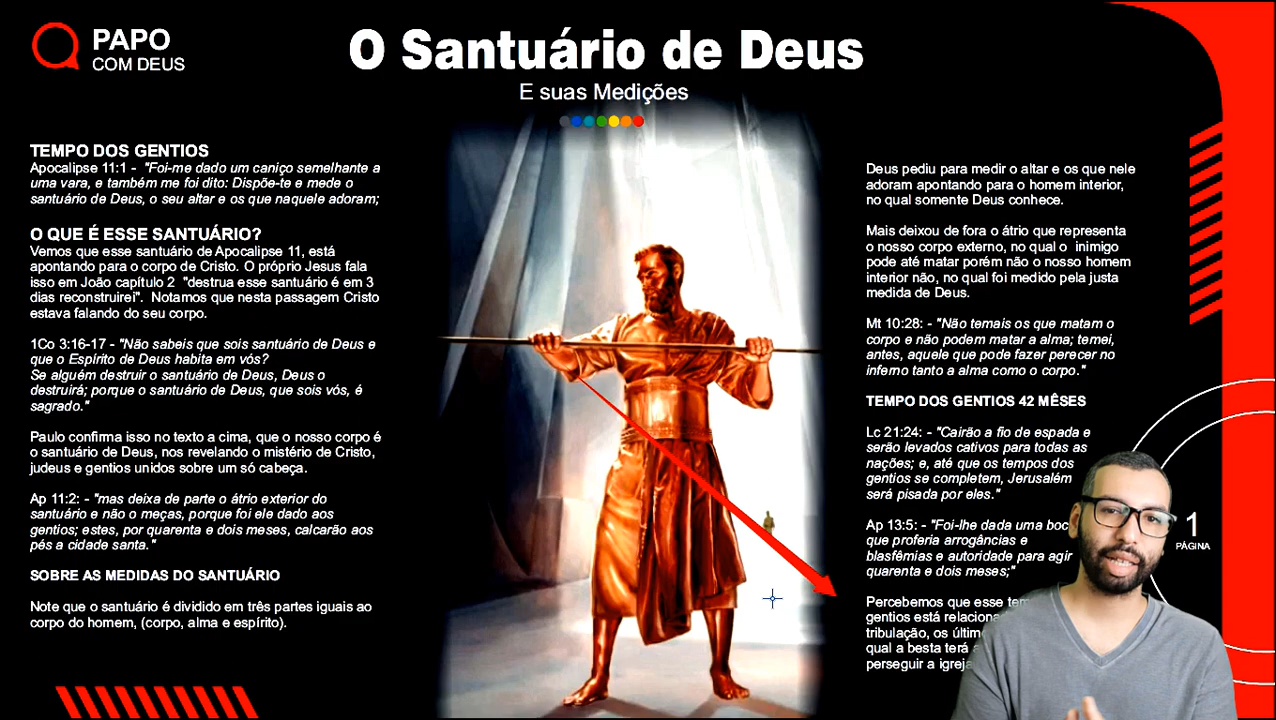 PAPO
COM DEUS
O Santuário de Deus
E suas Medições
TEMPO DOS GENTIOS
Apocalipse 11:1 - "Foi-me dado um caniço semelhante a
uma vara, e também me foi dito: Dispõe-te e mede o
santuário de Deus, o seu altar e os que naquele adoram;
O QUE É ESSE SANTUÁRIO?
Vemos que esse santuário de Apocalipse 11, está
apontando para o corpo de Cristo. O próprio Jesus fala
isso em João capítulo 2 "destrua esse santuário é em 3
dias reconstruirei". Notamos que nesta passagem Cristo
estava falando do seu corpo.
1Co 3:16-17 - "Não sabeis que sois santuário de Deus e
que o Espírito de Deus habita em vós?
Se alguém destruir o santuário de Deus, Deus o
destruirá; porque o santuário de Deus, que sois vós, é
sagrado."
Paulo confirma isso no texto a cima, que o nosso corpo é
o santuário de Deus, nos revelando o mistério de Cristo,
judeus e gentios unidos sobre um só cabeça.
Ap 11:2: - "mas deixa de parte o átrio exterior do
santuário e não o meças, porque foi ele dado aos
gentios; estes, por quarenta e dois meses, calcarão aos
pés a cidade santa."
SOBRE AS MEDIDAS DO SANTUÁRIO
Note que o santuário é dividido em três partes iguais ao
corpo do homem, (corpo, alma e espírito).
Deus pediu para medir o altar e os que nele
adoram apontando para o homem interior,
no qual somente Deus conhece.
Mais deixou de fora o átrio que representa
o nosso corpo externo, no qual o inimigo
pode até matar porém não o nosso homem
interior não, no qual foi medido pela justa
medida de Deus.
Mt 10:28: - "Não temais os que matam o
corpo e não podem matar a alma; temei,
antes, aquele que pode fazer perecer no
inferno tanto a alma como o corpo."
TEMPO DOS GENTIOS 42 MÊSES
Lc 21:24: - "Cairão a fio de espada e
serão levados cativos para todas as
nações; e, até que os tempos dos
gentios se completem, Jerusalém
será pisada por eles."
Ap 13:5: - "Foi-lhe dada uma
que proferia arrogâncias e
blasfêmias e autoridade para agir
quarenta e dois meses;"
Percebemos que esse
gentios está
tribulação, os
qual a besta terá
perseguir a igreja
1
PÁGINA